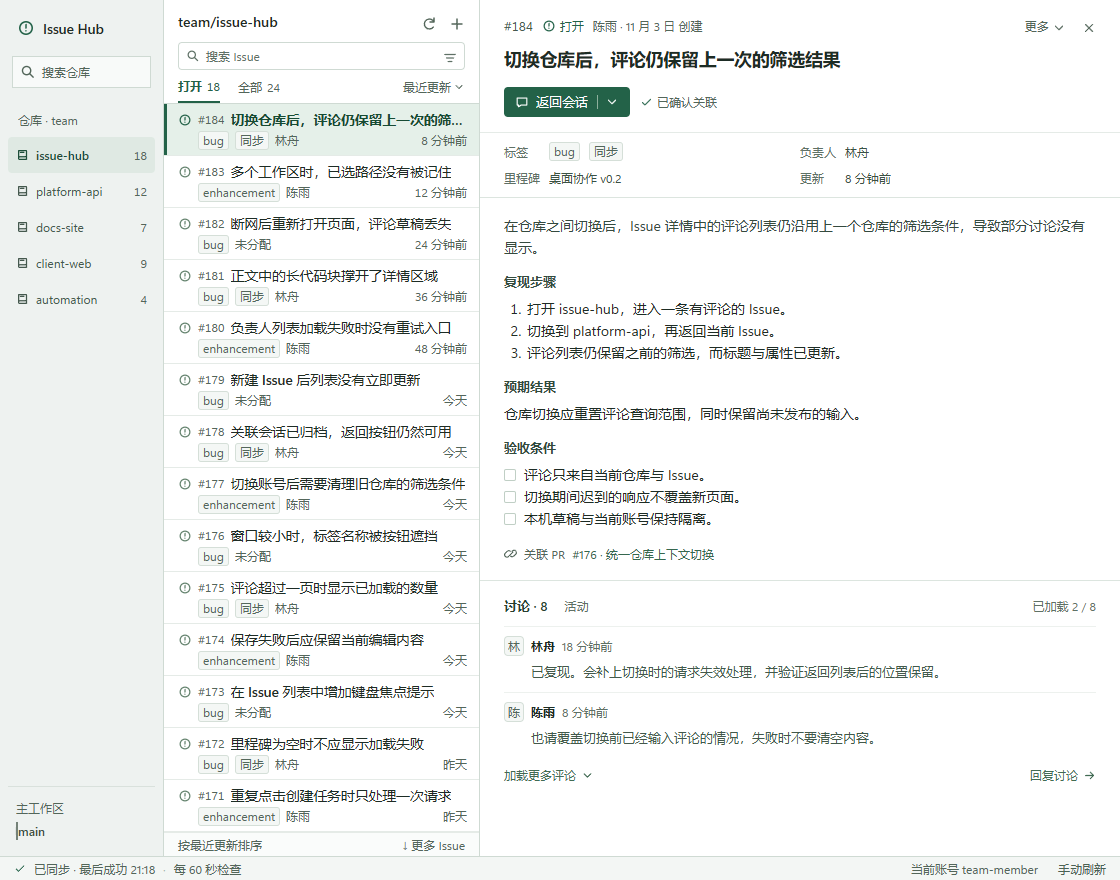 Issue Hub
搜索仓库
仓库 · team
issue-hub 18
platform-api 12
docs-site 7
client-web 9
automation 4
主工作区
main
team/issue-hub
搜索 Issue
打开 18 全部 24 最近更新
#184 切换仓库后，评论仍保留上一次的筛...
bug 同步 林舟 8 分钟前
#183 多个工作区时，已选路径没有被记住
enhancement 陈雨 12 分钟前
#182 断网后重新打开页面，评论草稿丢失
bug 未分配 24 分钟前
#181 正文中的长代码块撑开了详情区域
bug 同步 林舟 36 分钟前
#180 负责人列表加载失败时没有重试入口
enhancement 陈雨 48 分钟前
#179 新建 Issue 后列表没有立即更新
bug 未分配 今天
#178 关联会话已归档，返回按钮仍然可用
bug 同步 林舟 今天
#177 切换账号后需要清理旧仓库的筛选条件
enhancement 陈雨 今天
#176 窗口较小时，标签名称被按钮遮挡
bug 未分配 今天
#175 评论超过一页时显示已加载的数量
bug 同步 林舟 今天
#174 保存失败后应保留当前编辑内容
enhancement 陈雨 今天
#173 在 Issue 列表中增加键盘焦点提示
bug 未分配 今天
#172 里程碑为空时不应显示加载失败
bug 同步 林舟 昨天
#171 重复点击创建任务时只处理一次请求
enhancement 陈雨 昨天
按最近更新排序 ↓ 更多 Issue
#184 打开 陈雨 · 11 月 3 日 创建 更多
切换仓库后，评论仍保留上一次的筛选结果
返回会话 已确认关联
标签 bug 同步 负责人 林舟
里程碑 桌面协作 v0.2 更新 8 分钟前
在仓库之间切换后，Issue 详情中的评论列表仍沿用上一个仓库的筛选条件，导致部分讨论没有
显示。
复现步骤
1. 打开 issue-hub，进入一条有评论的 Issue。
2. 切换到 platform-api，再返回当前 Issue。
3. 评论列表仍保留之前的筛选，而标题与属性已更新。
预期结果
仓库切换应重置评论查询范围，同时保留尚未发布的输入。
验收条件
评论只来自当前仓库与 Issue。
切换期间迟到的响应不覆盖新页面。
本机草稿与当前账号保持隔离。
关联 PR #176 · 统一仓库上下文切换
讨论 · 8 活动 已加载 2 / 8
林 林舟 18 分钟前
已复现。会补上切换时的请求失效处理，并验证返回列表后的位置保留。
陈 陈雨 8 分钟前
也请覆盖切换前已经输入评论的情况，失败时不要清空内容。
加载更多评论 回复讨论 →
已同步 · 最后成功 21:18 · 每 60 秒检查 当前账号 team-member 手动刷新